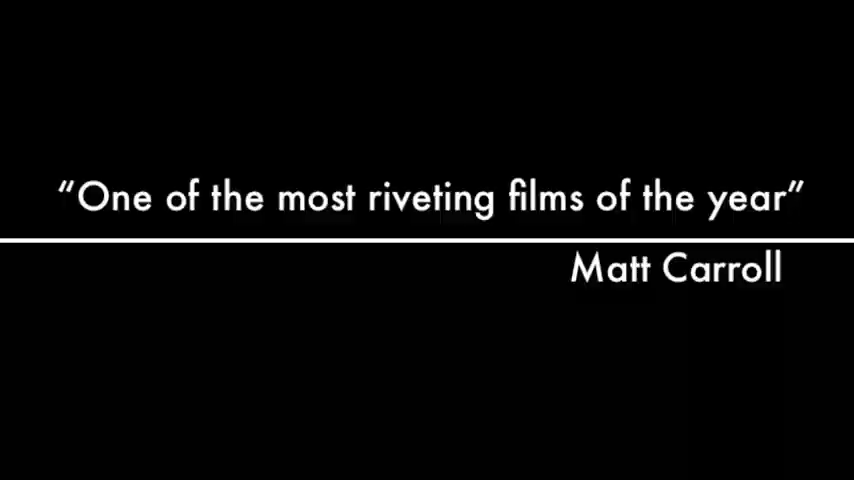 “One of the most riveting films of the year”
Matt Carroll